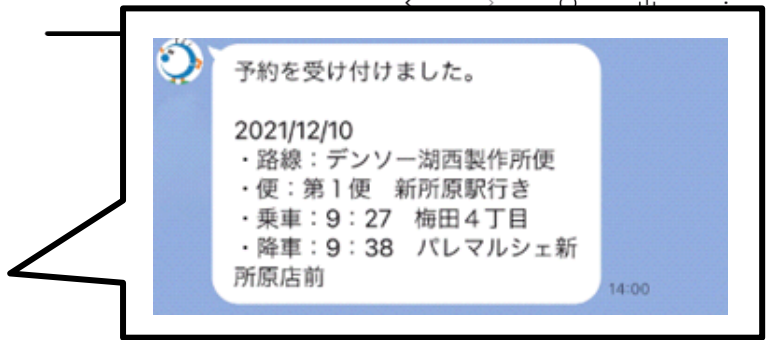 予約を受け付けました。
2021/12/10
・路線：デンソー湖西製作所便
・便：第1便　新所原駅行き
・乗車：9：27　梅田4丁目
・降車：9：38　パレマルシェ新
所原店前
14:00